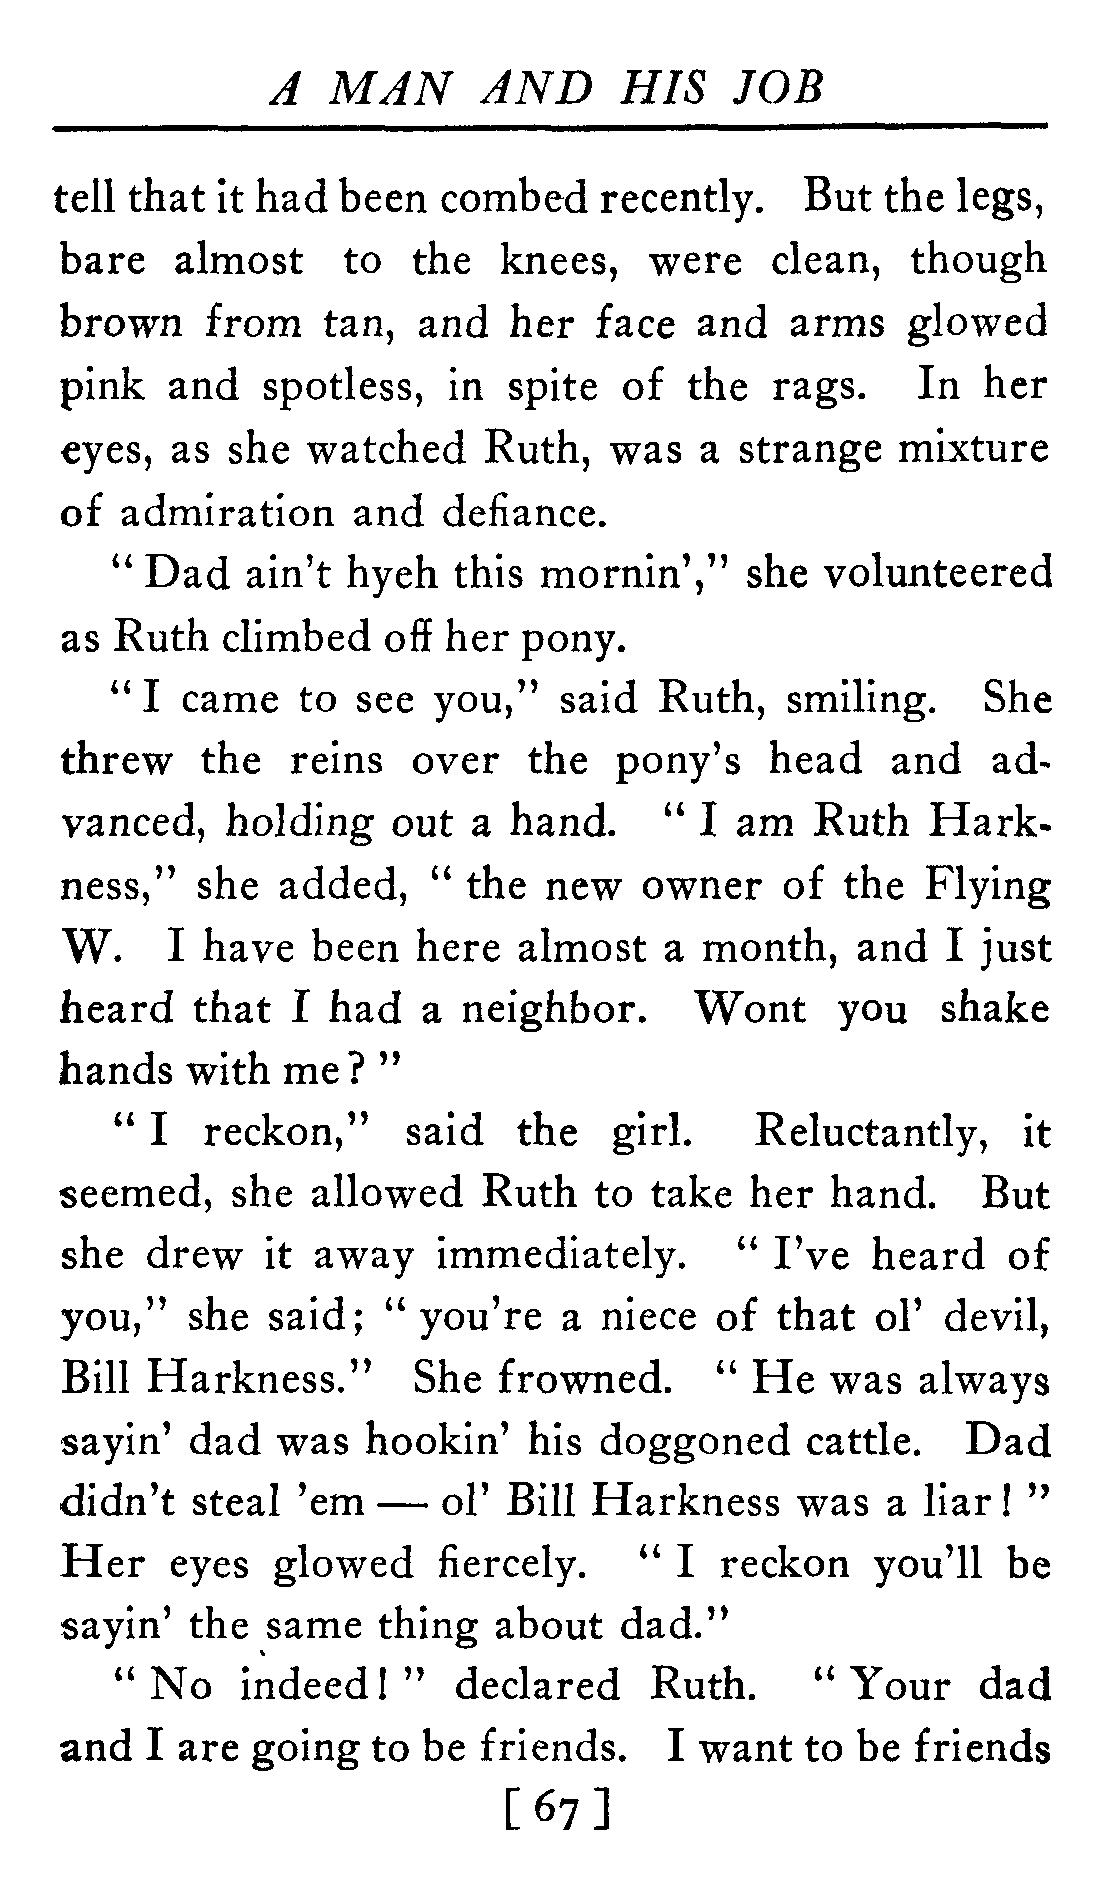 A MAN AND HIS JOB
tell that it had been combed recently. But the legs,
bare almost to the knees, were clean, though
brown from tan, and her face and arms glowed
pink and spotless, in spite of the rags. In her
eyes, as she watched Ruth, was a strange mixture
of admiration and defiance.
" Dad ain't hyeh this mornin'," she volunteered
as Ruth climbed off her pony.
" I came to see you," said Ruth, smiling. She
threw the reins over the pony's head and ad-
vanced, holding out a hand. " I am Ruth Hark-
ness," she added, " the new owner of the Flying
W. I have been here almost a month, and I just
heard that I had a neighbor. Wont you shake
hands with me? "
" I reckon," said the girl. Reluctantly, it
seemed, she allowed Ruth to take her hand. But
she drew it away immediately. " I've heard of
you," she said; " you're a niece of that ol' devil,
Bill Harkness." She frowned. " He was always
sayin' dad was hookin' his doggoned cattle. Dad
didn't steal 'em — ol' Bill Harkness was a liar! "
Her eyes glowed fiercely. " I reckon you'll be
sayin' the same thing about dad."
" No indeed! " declared Ruth. " Your dad
and I are going to be friends. I want to be friends
[ 67 ]